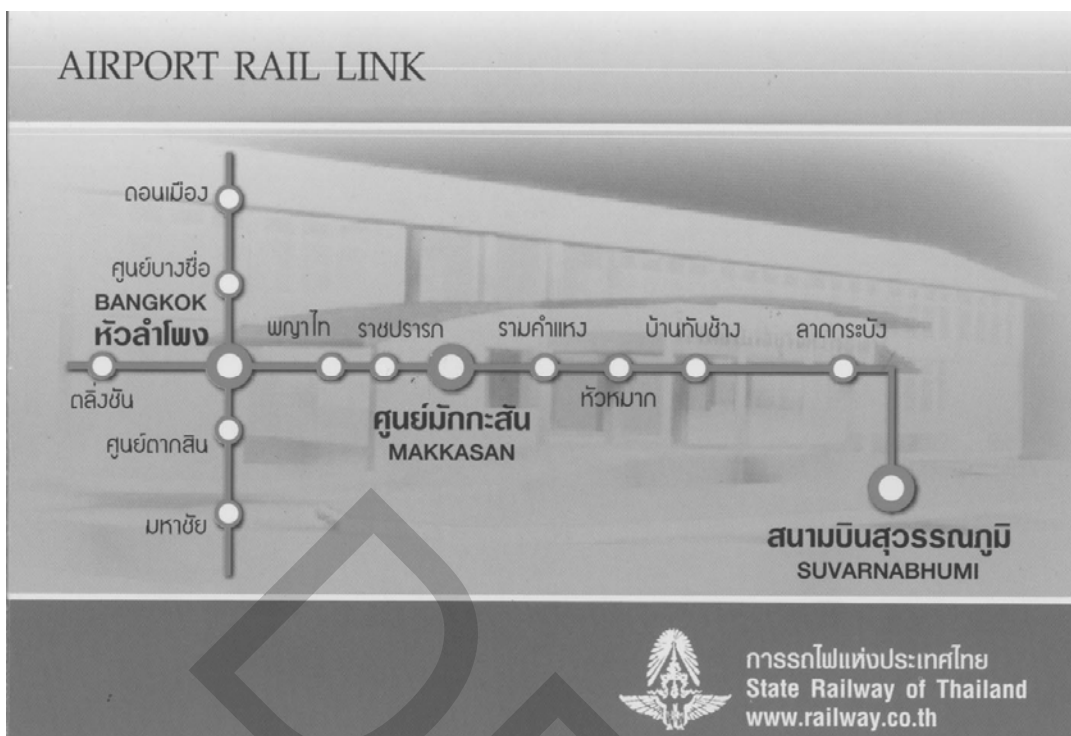 AIRPORT RAIL LINK
ดอนเมือง
ศูนย์บางซื่อ
BANGKOK
หัวลำโพง
พญาไท
ราชปรารภ
รามคำแหง
บ้านทับช้าง
ลาดกระบัง
ตลิ่งชัน
หัวหมาก
ศูนย์มักกะสัน
MAKKASAN
ศูนย์ตากสิน
มหาชัย
สนามบินสุวรรณภูมิ
SUVARNABHUMI
การรถไฟแห่งประเทศไทย
State Railway of Thailand
www.railway.co.th